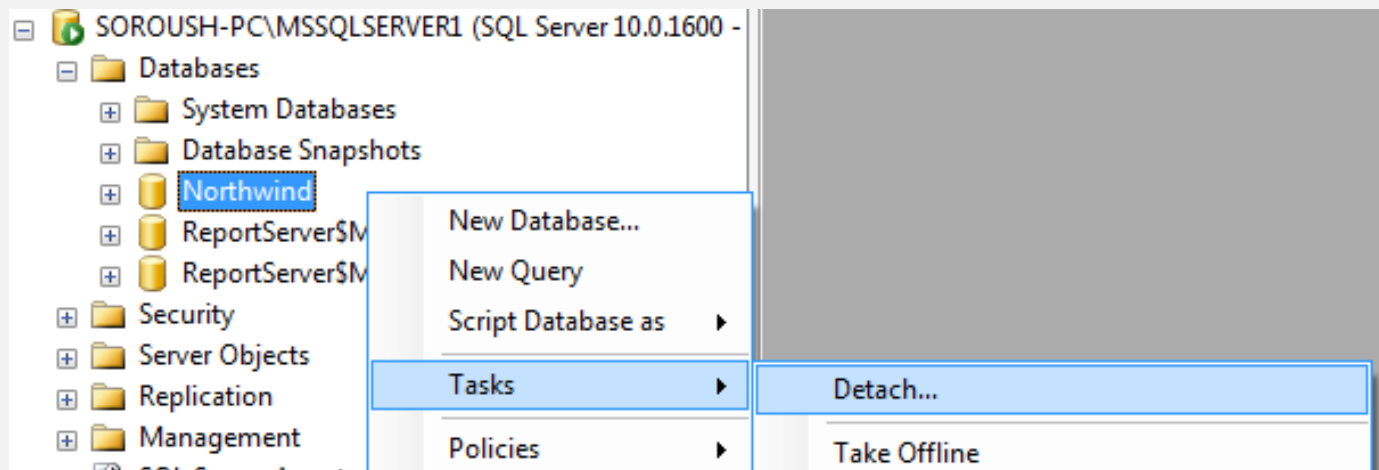 SOROUSH-PC\MSSQLSERVER1 (SQL Server 10.0.1600 -
Databases
System Databases
Database Snapshots
Northwind
ReportServer$M
ReportServer$M
Security
Server Objects
Replication
Management
New Database...
New Query
Script Database as
Tasks
Policies
Detach...
Take Offline